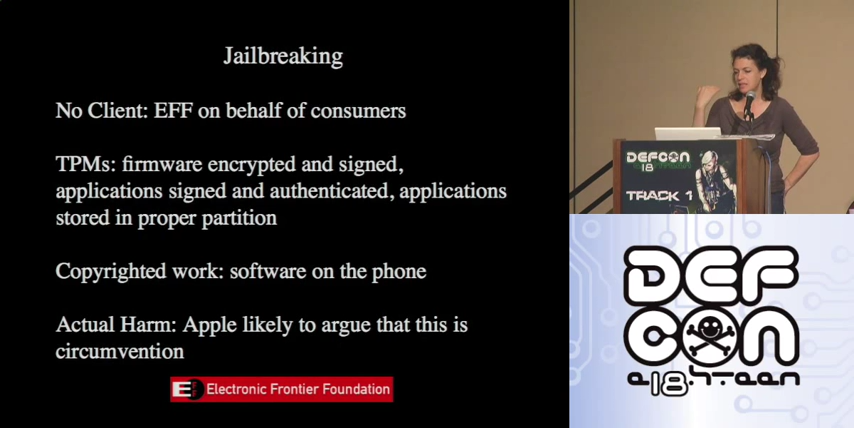 Jailbreaking
No Client: EFF on behalf of consumers
TPMs: firmware encrypted and signed,
applications signed and authenticated, applications
stored in proper partition
Copyrighted work: software on the phone
Actual Harm: Apple likely to argue that this is
circumvention
Electronic Frontier Foundation
DEFCON
18
TRACK 1
DEF
CON
e.18.h.teen